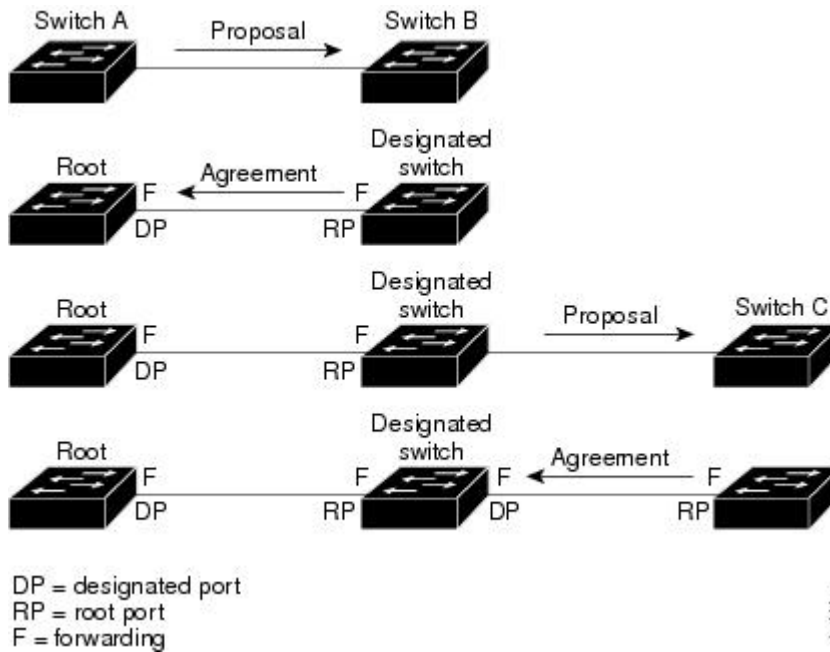 Switch A
Proposal
Switch B
Root
F
Agreement
F
Designated
switch
DP
RP
Root
F
F
Designated
switch
Proposal
Switch C
DP
RP
Root
F
F
Designated
switch
F
Agreement
F
DP
RP
DP
RP
DP = designated port
RP = root port
F = forwarding